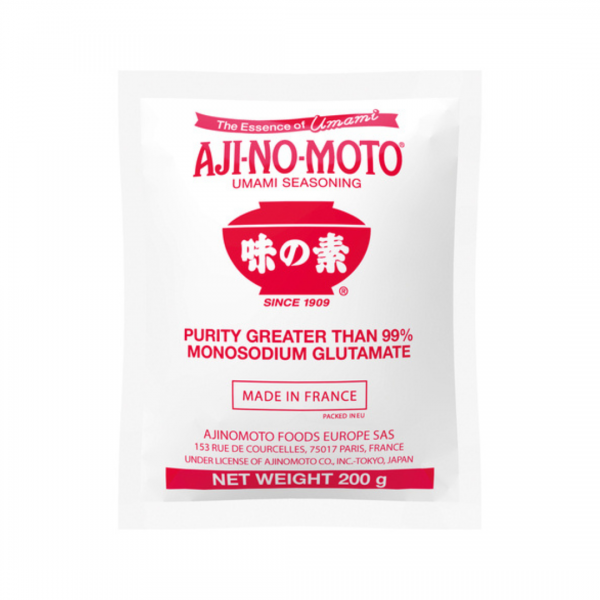 The Essence of Umami
AJI-NO-MOTO®
UMAMI SEASONING
味の素
®
SINCE 1909
PURITY GREATER THAN 99%
MONOSODIUM GLUTAMATE
MADE IN FRANCE
PACKED IN EU
AJINOMOTO FOODS EUROPE SAS
153 RUE DE COURCELLES, 75017 PARIS, FRANCE
UNDER LICENSE OF AJINOMOTO CO., INC.-TOKYO, JAPAN
NET WEIGHT 200 g